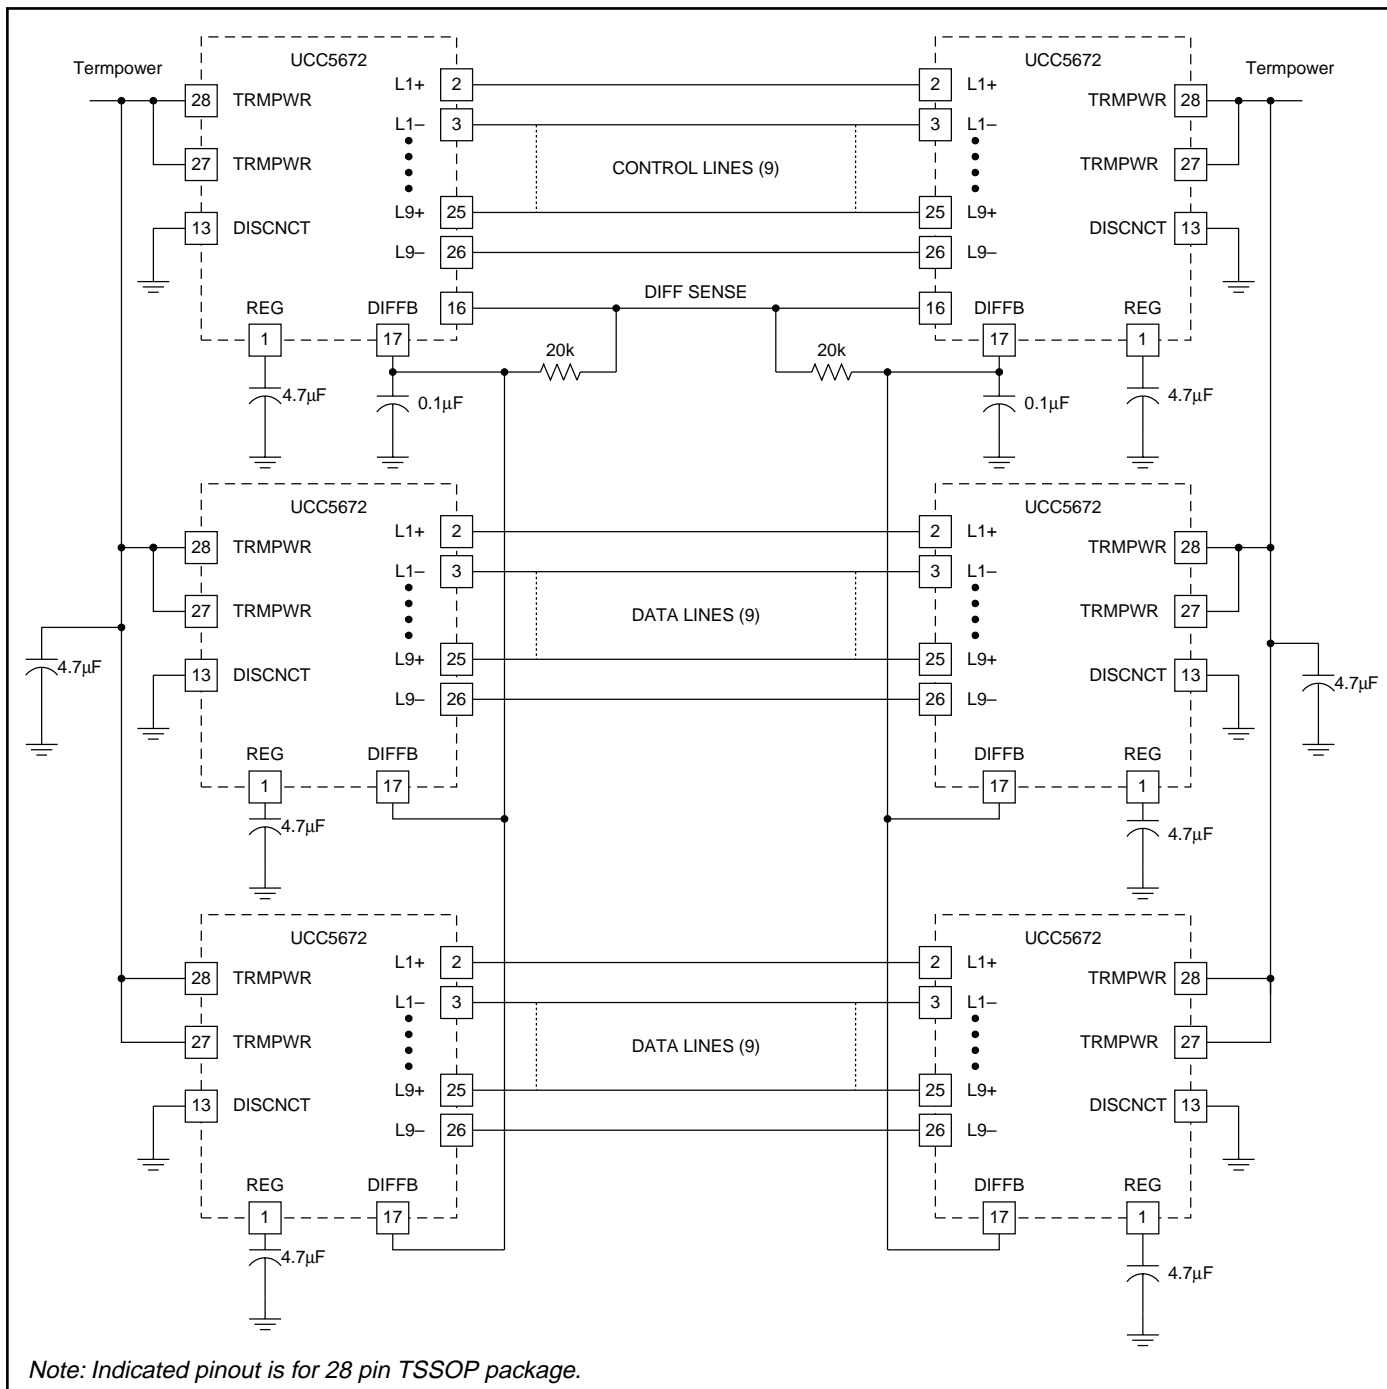 Termpower
UCC5672
UCC5672
Termpower
28 TRMPWR
L1+ 2
2 L1+
TRMPWR 28
L1– 3
3 L1–
27 TRMPWR
CONTROL LINES (9)
TRMPWR 27
L9+ 25
25 L9+
13 DISCNCT
DISCNCT 13
L9– 26
26 L9–
DIFF SENSE
REG
DIFFB
16
16
DIFFB
REG
1
17
17
1
20k
20k
4.7µF
0.1µF
0.1µF
4.7µF
UCC5672
UCC5672
28 TRMPWR
L1+ 2
2 L1+
TRMPWR 28
L1– 3
3 L1–
27 TRMPWR
DATA LINES (9)
TRMPWR 27
4.7µF
13 DISCNCT
L9+ 25
25 L9+
DISCNCT 13
4.7µF
L9– 26
26 L9–
REG
DIFFB
DIFFB
REG
1
17
17
1
4.7µF
4.7µF
UCC5672
UCC5672
28 TRMPWR
L1+ 2
2 L1+
TRMPWR 28
L1– 3
3 L1–
27 TRMPWR
DATA LINES (9)
TRMPWR 27
L9+ 25
25 L9+
13 DISCNCT
DISCNCT 13
L9– 26
26 L9–
REG
DIFFB
DIFFB
REG
1
17
17
1
4.7µF
4.7µF
Note: Indicated pinout is for 28 pin TSSOP package.